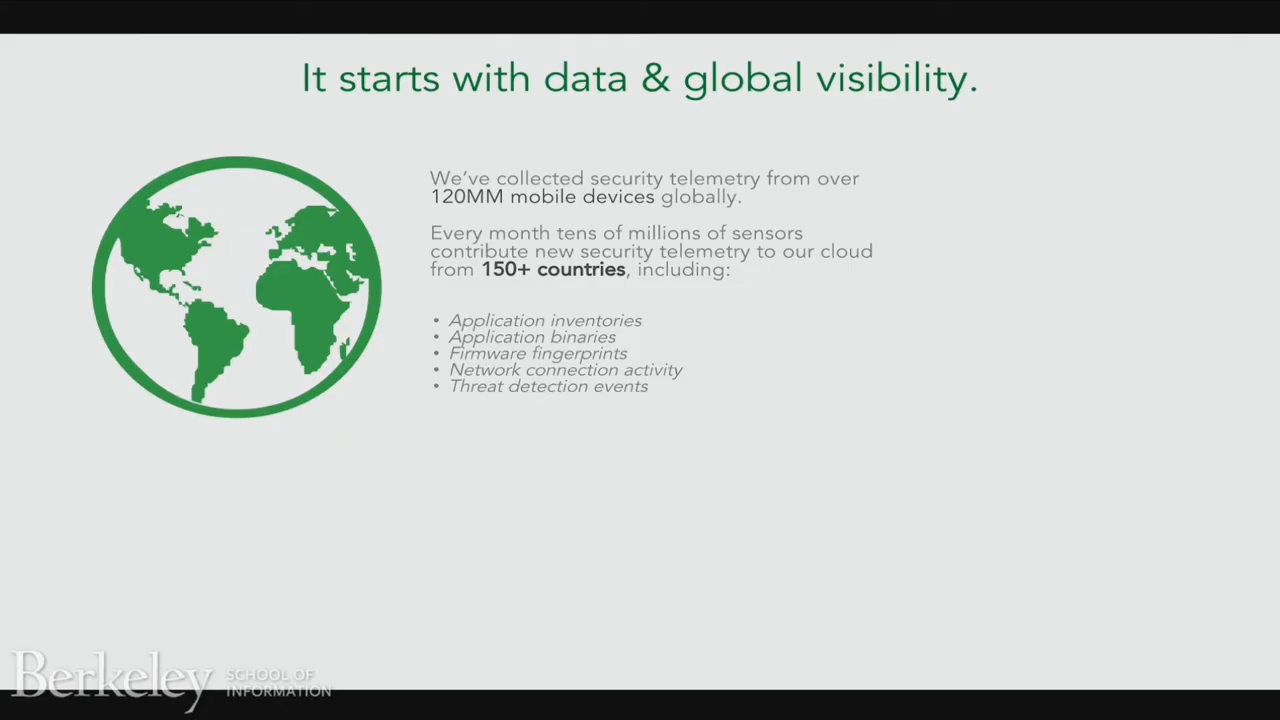 It starts with data & global visibility.
We've collected security telemetry from over
120MM mobile devices globally.
Every month tens of millions of sensors
contribute new security telemetry to our cloud
from 150+ countries, including:
• Application inventories
• Application binaries
• Firmware fingerprints
• Network connection activity
• Threat detection events
Berkeley SCHOOL OF
INFORMATION